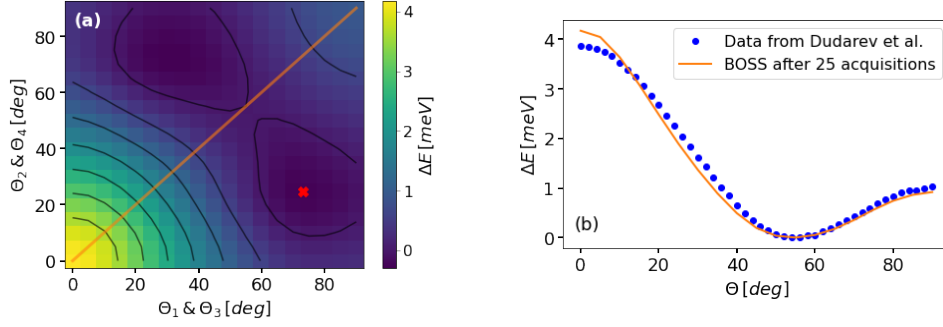 (a)
80
60
40
20
0
Θ₂ & Θ₄ [deg]
0 20 40 60 80
Θ₁ & Θ₃ [deg]
4
3
2
1
0
ΔE [meV]
4
3
2
1
0
ΔE [meV]
Data from Dudarev et al.
BOSS after 25 acquisitions
(b)
0 20 40 60 80
Θ [deg]